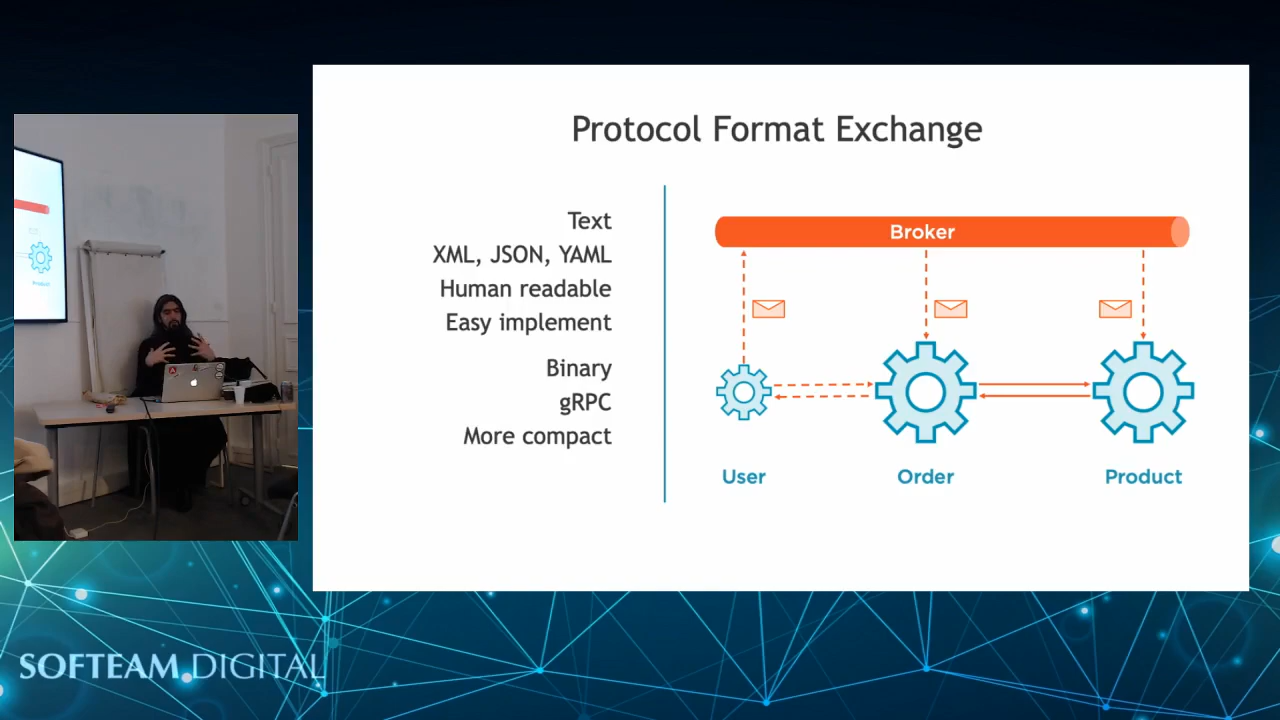 Protocol Format Exchange
Text
XML, JSON, YAML
Human readable
Easy implement
Binary
gRPC
More compact
Broker
User
Order
Product
Product
SOFTEAM DIGITAL